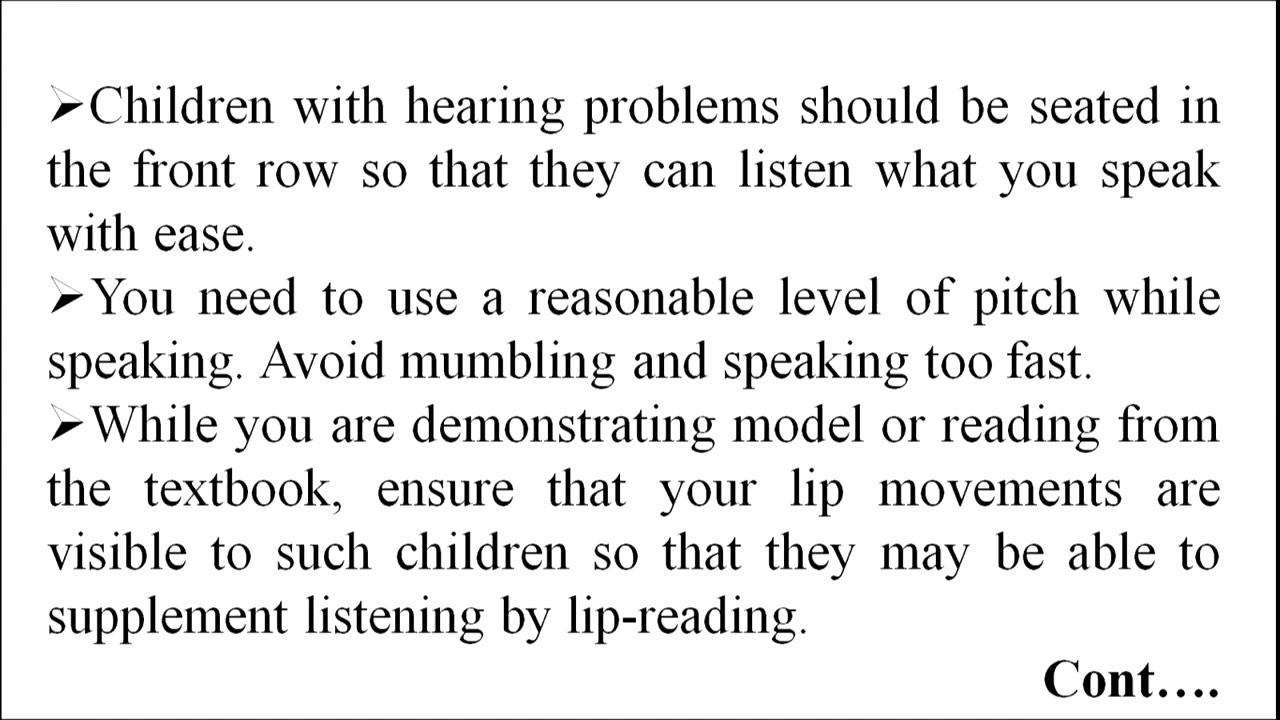 ➢Children with hearing problems should be seated in
the front row so that they can listen what you speak
with ease.
➢You need to use a reasonable level of pitch while
speaking. Avoid mumbling and speaking too fast.
➢While you are demonstrating model or reading from
the textbook, ensure that your lip movements are
visible to such children so that they may be able to
supplement listening by lip-reading.
Cont….